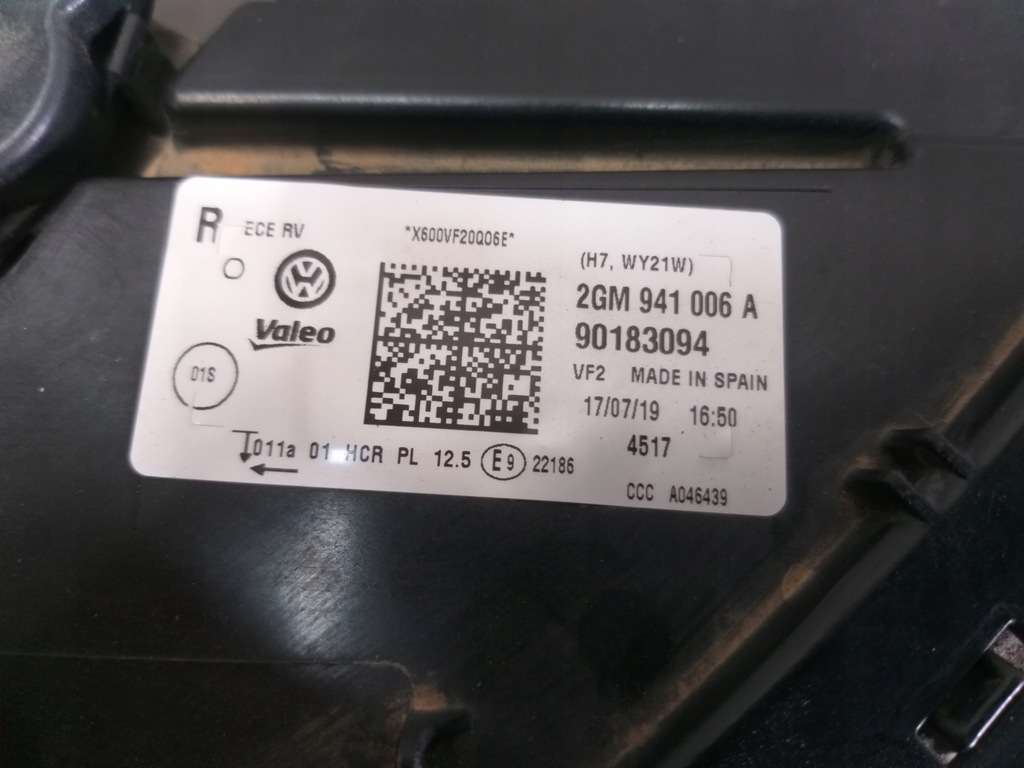 R ECE RV
*X600VF20Q06E*
Valeo
01S
(H7, WY21W)
2GM 941 006 A
90183094
VF2 MADE IN SPAIN
17/07/19 16:50
4517
011a 01 HCR PL 12.5 E9 22186
CCC A046439